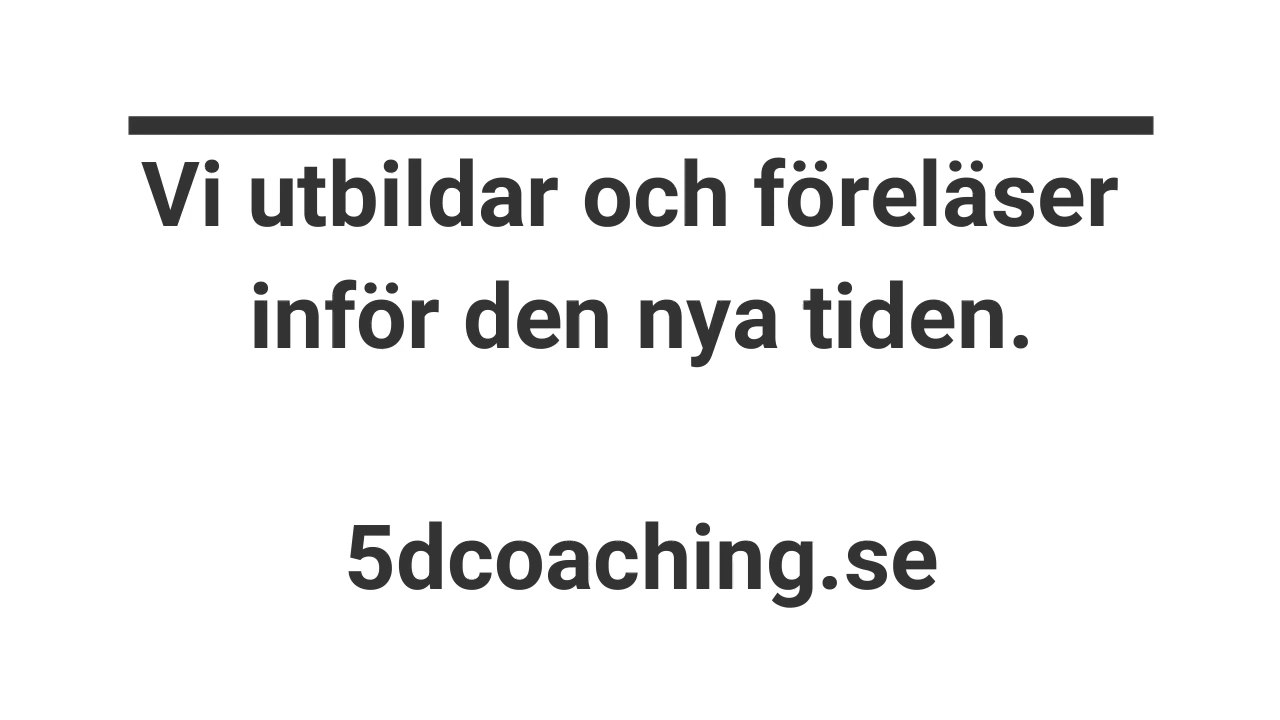 Vi utbildar och föreläser
inför den nya tiden.
5dcoaching.se